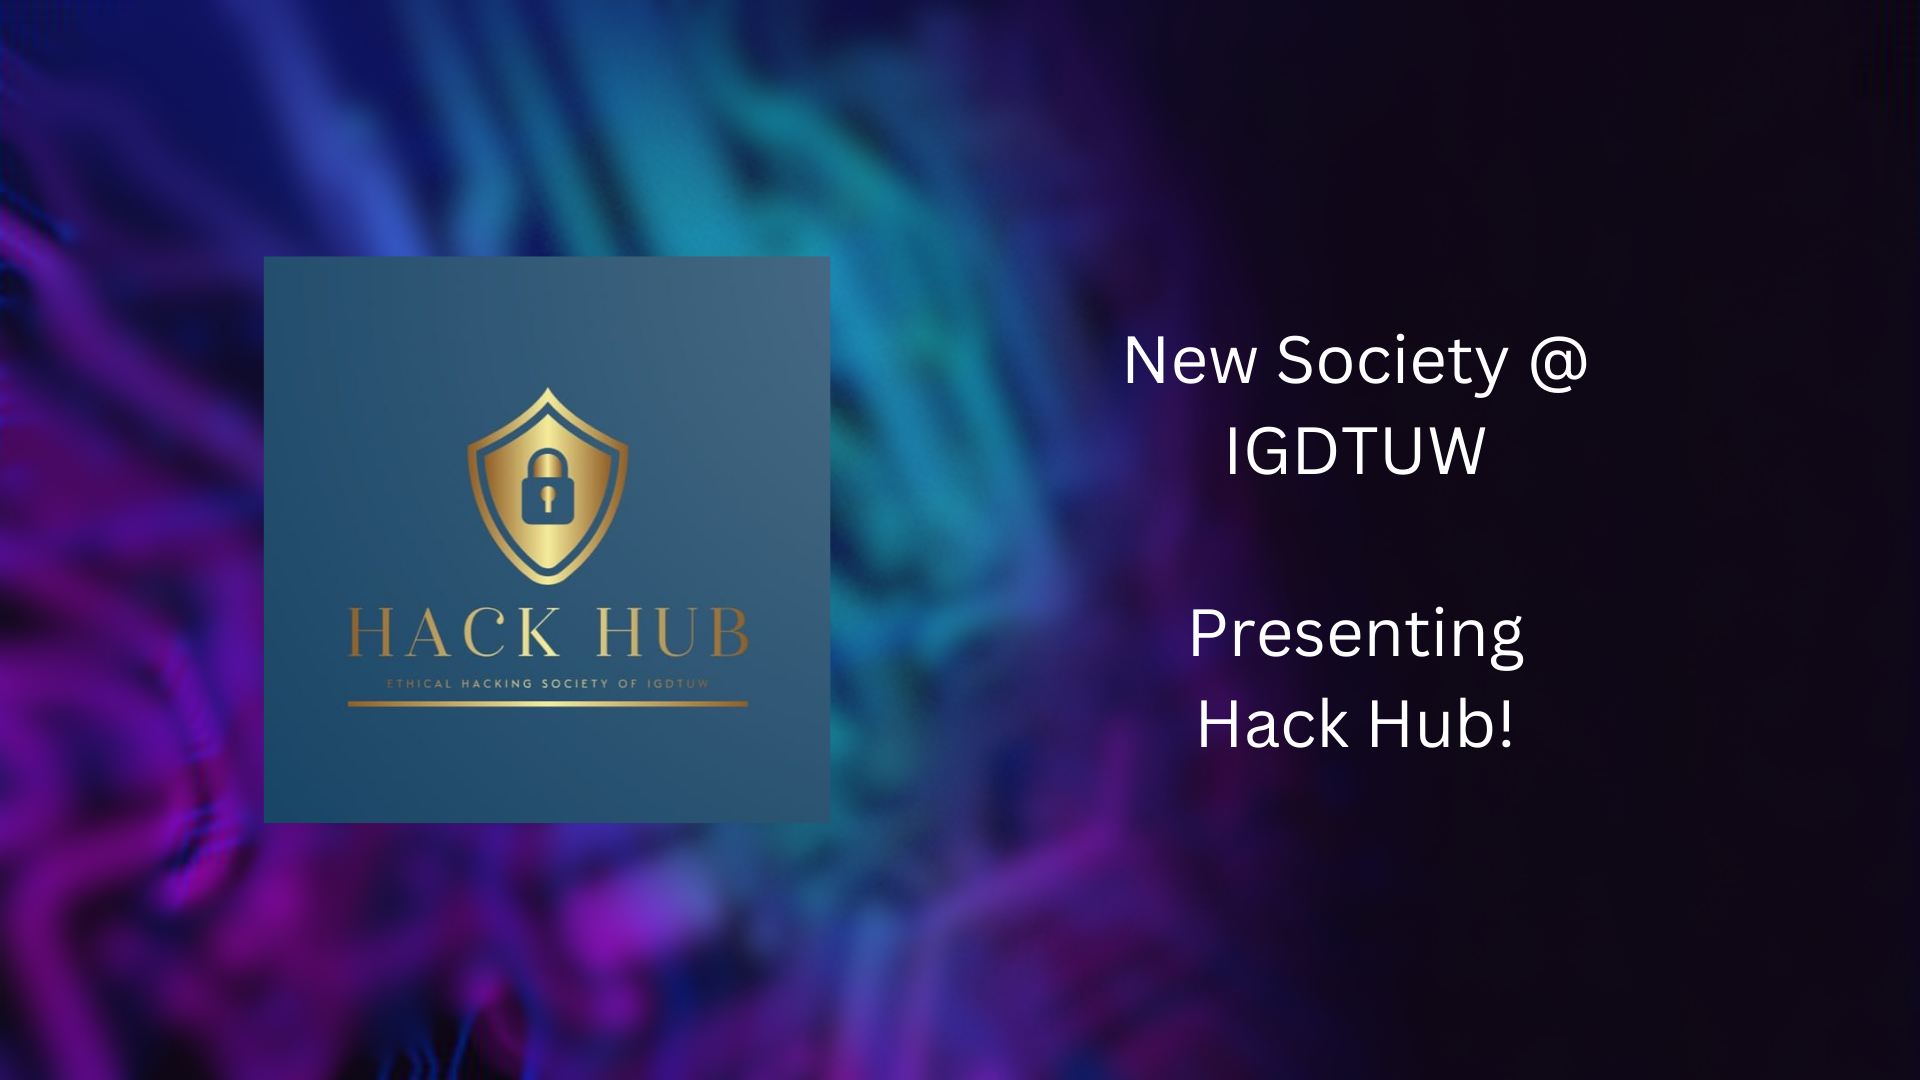 HACK HUB
ETHICAL HACKING SOCIETY OF IGDTUW
New Society @
IGDTUW
Presenting
Hack Hub!